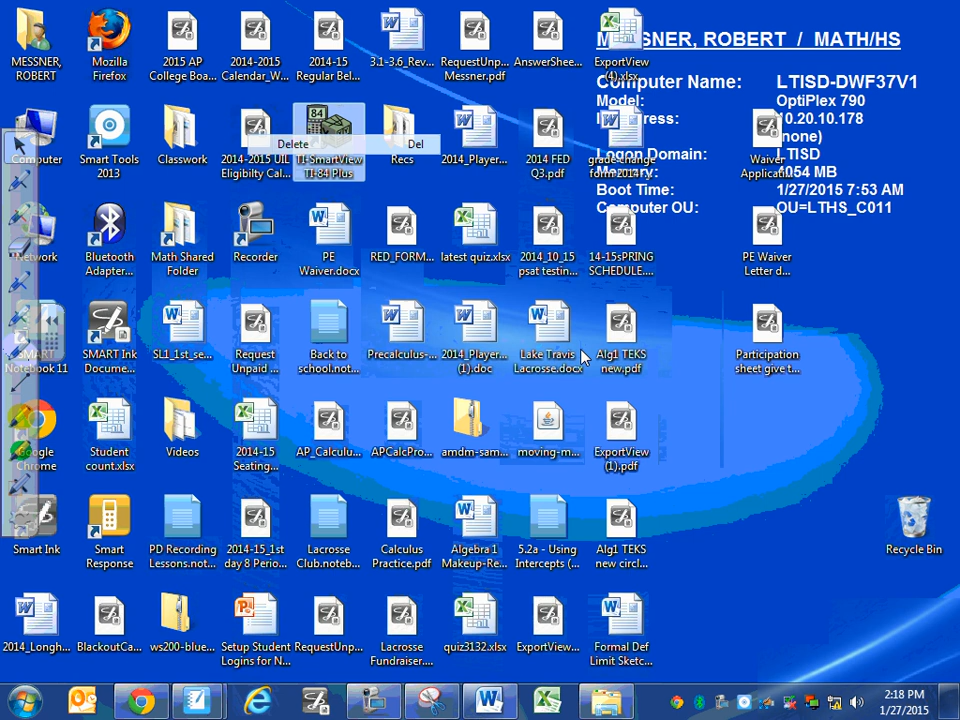 MESSNER, ROBERT / MATH/HS
Computer Name: LTISD-DWF37V1
Model: OptiPlex 790
10.20.10.178
(none)
Logon Domain: LTISD
Memory: 4054 MB
Boot Time: 1/27/2015 7:53 AM
Computer OU: OU=LTHS_C011
MESSNER,
ROBERT
Mozilla
Firefox
2015 AP
College Boa...
2014-2015
Calendar_W...
2014-15
Regular Bel...
3.1-3.6_Rev...
RequestUnp...
Messner.pdf
AnswerShee...
ExportView
(4).xlsx
Computer
Smart Tools
2013
Classwork
2014-2015 UIL
Eligibilty Cal...
84
TI-SmartView
TI-84 Plus
Delete Del
Recs
2014_Player...
2014 FED
Q3.pdf
grade-change
Waiver
Applicati...
Network
Bluetooth
Adapter...
Math Shared
Folder
Recorder
PE
Waiver.docx
RED_FORM...
latest quiz.xlsx
2014_10_15
psat testin...
14-15sPRING
SCHEDULE....
PE Waiver
Letter d...
SMART
Notebook 11
SMART Ink
Docume...
SL1_1st_se...
Request
Unpaid ...
Back to
school.not...
Precalculus-...
2014_Player...
(1).doc
Lake Travis
Lacrosse.docx
Alg1 TEKS
new.pdf
Participation
sheet give t...
Google
Chrome
Student
count.xlsx
Videos
2014-15
Seating...
AP_Calculu...
APCalcPro...
amdm-sam...
moving-m...
ExportView
(1).pdf
Smart Ink
Smart
Response
PD Recording
Lessons.not...
2014-15_1st
day 8 Perio...
Lacrosse
Club.noteb...
Calculus
Practice.pdf
Algebra 1
Makeup-Re...
5.2a - Using
Intercepts (...
Alg1 TEKS
new circl...
Recycle Bin
2014_Longh...
BlackoutCa...
ws200-blue...
Setup Student
Logins for N...
RequestUnp...
Lacrosse
Fundraiser....
quiz3132.xlsx
ExportView...
Formal Def
Limit Sketc...
2:18 PM
1/27/2015